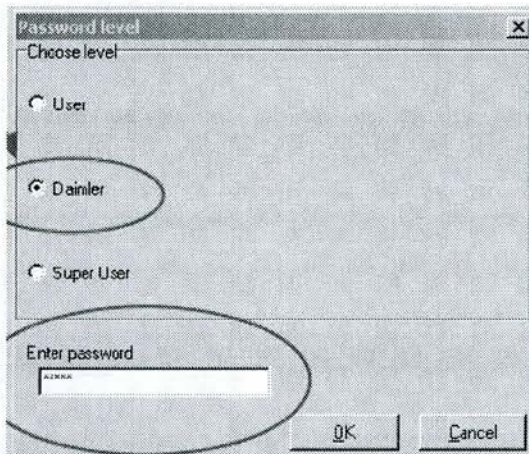 Password level
Choose level
User
Daimler
Super User
Enter password
*****
OK
Cancel